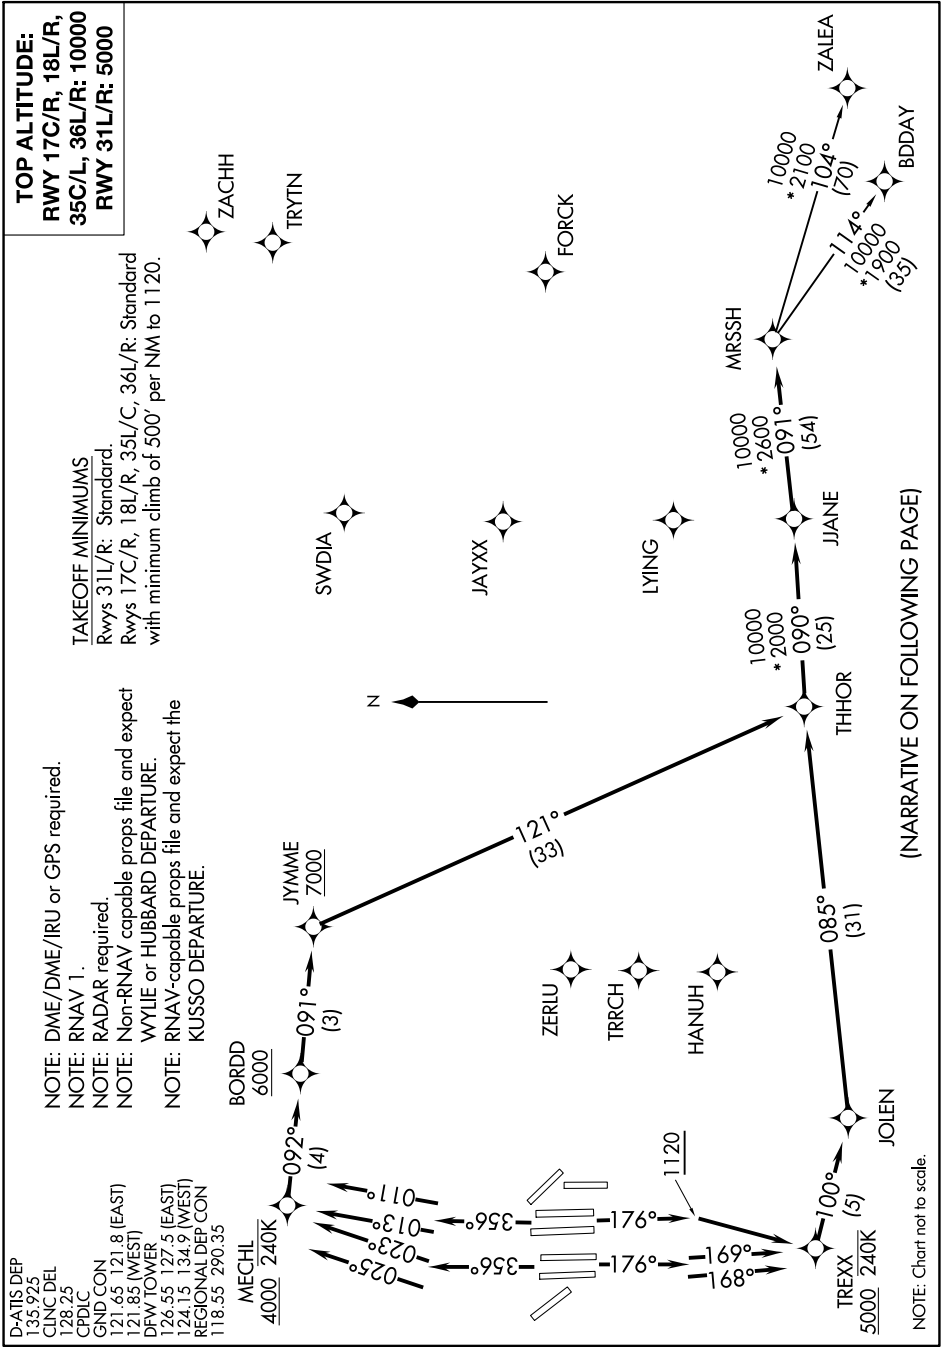 D-ATIS DEP
135.925
CLNC DEL
128.25
CPDLC
GND CON
121.65 121.8 (EAST)
121.85 (WEST)
DFW TOWER
126.55 127.5 (EAST)
124.15 134.9 (WEST)
REGIONAL DEP CON
118.55 290.35
NOTE: DME/DME/IRU or GPS required.
NOTE: RNAV 1.
NOTE: RADAR required.
NOTE: Non-RNAV capable props file and expect
WYLIE or HUBBARD DEPARTURE.
NOTE: RNAV-capable props file and expect the
KUSSO DEPARTURE.
TAKEOFF MINIMUMS
Rwys 31L/R: Standard.
Rwys 17C/R, 18L/R, 35L/C, 36L/R: Standard
with minimum climb of 500' per NM to 1120.
TOP ALTITUDE:
RWY 17C/R, 18L/R,
35C/L, 36L/R: 10000
RWY 31L/R: 5000
ZACHH
TRYTN
FORCK
SWDIA
JAYXX
LYING
N
MECHL
4000 240K
092°
(4)
BORDD
6000
091°
(3)
JYMME
7000
121°
(33)
025°
023°
013°
011°
356°
356°
176°
176°
168°
169°
1120
ZERLU
TRRCH
HANUH
TREXX
5000 240K
100°
(5)
JOLEN
085°
(31)
THHOR
10000
*2000
090°
(25)
JJANE
10000
*2600
091°
(54)
MRSSH
10000
*2100
104°
(70)
ZALEA
114°
10000
*1900
(35)
BDDAY
(NARRATIVE ON FOLLOWING PAGE)
NOTE: Chart not to scale.